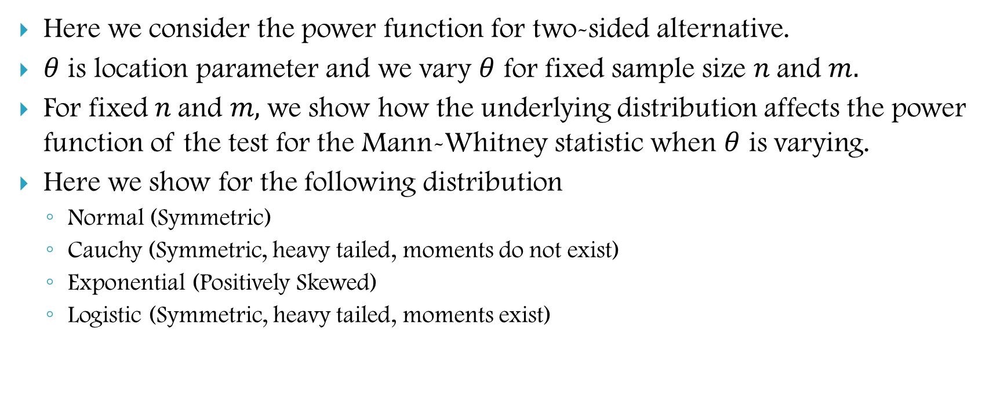 Here we consider the power function for two-sided alternative.
θ is location parameter and we vary θ for fixed sample size n and m.
For fixed n and m, we show how the underlying distribution affects the power
function of the test for the Mann-Whitney statistic when θ is varying.
Here we show for the following distribution
Normal (Symmetric)
Cauchy (Symmetric, heavy tailed, moments do not exist)
Exponential (Positively Skewed)
Logistic (Symmetric, heavy tailed, moments exist)